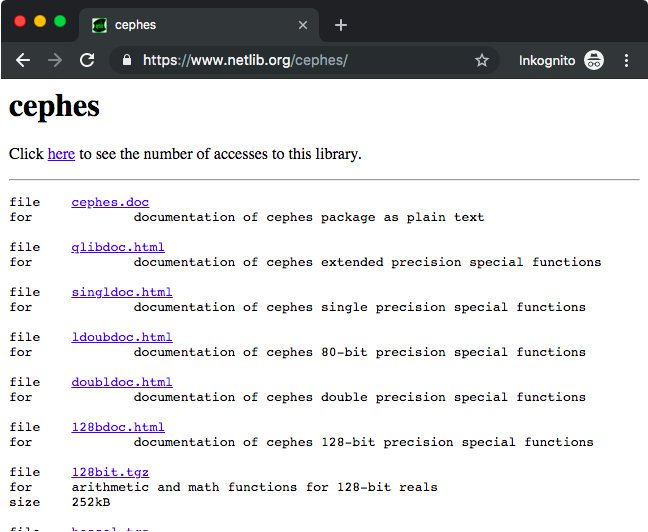 cephes
https://www.netlib.org/cephes/
Inkognito
cephes
Click here to see the number of accesses to this library.
file cephes.doc
for documentation of cephes package as plain text
file qlibdoc.html
for documentation of cephes extended precision special functions
file singldoc.html
for documentation of cephes single precision special functions
file ldoubdoc.html
for documentation of cephes 80-bit precision special functions
file doubldoc.html
for documentation of cephes double precision special functions
file 128bdoc.html
for documentation of cephes 128-bit precision special functions
file 128bit.tgz
for arithmetic and math functions for 128-bit reals
size 252kB